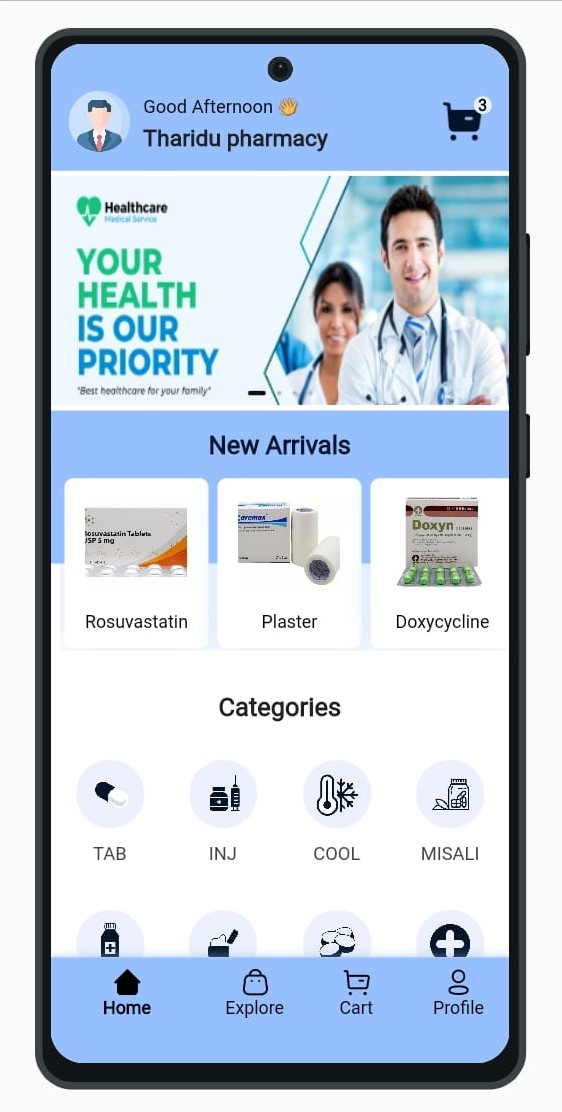 Good Afternoon 👋
Tharidu pharmacy
3
Healthcare
Medical Service
YOUR
HEALTH
IS OUR
PRIORITY
"Best healthcare for your family"
New Arrivals
Rosuvastatin Tablets
USP 5 mg
Doxyn
Rosuvastatin
Plaster
Doxycycline
Categories
TAB
INJ
COOL
MISALI
Home
Explore
Cart
Profile